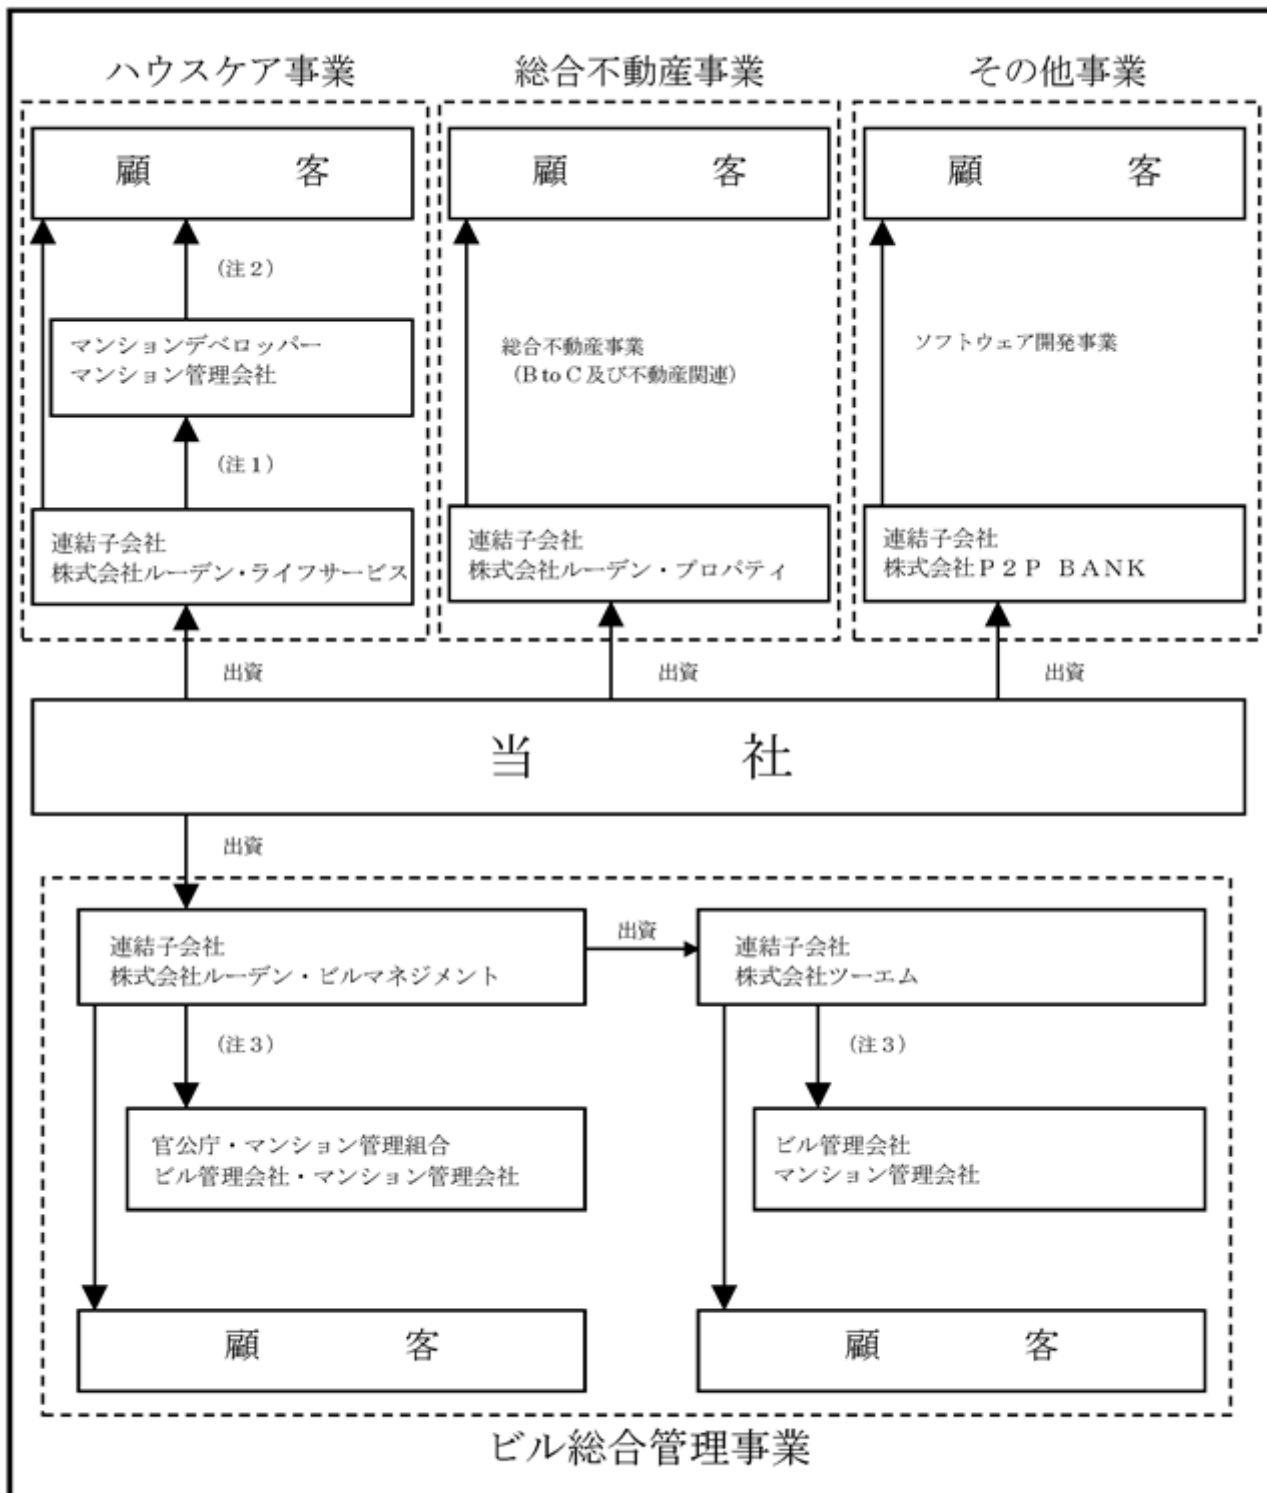 ハウスケア事業
総合不動産事業
その他事業
顧　　客
顧　　客
顧　　客
(注２)
マンションデベロッパー
マンション管理会社
(注１)
総合不動産事業
(B to C及び不動産関連)
ソフトウェア開発事業
連結子会社
株式会社ルーデン・ライフサービス
連結子会社
株式会社ルーデン・プロパティ
連結子会社
株式会社Ｐ２Ｐ ＢＡＮＫ
出資
出資
出資
当　　社
出資
連結子会社
株式会社ルーデン・ビルマネジメント
出資
連結子会社
株式会社ツーエム
(注３)
(注３)
官公庁・マンション管理組合
ビル管理会社・マンション管理会社
ビル管理会社
マンション管理会社
顧　　客
顧　　客
ビル総合管理事業